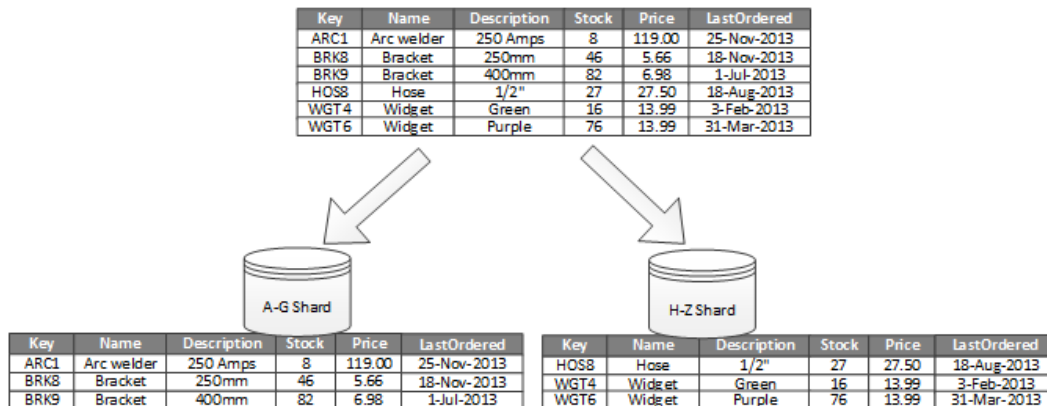 Key Name Description Stock Price LastOrdered
ARC1 Arc welder 250 Amps 8 119.00 25-Nov-2013
BRK8 Bracket 250mm 46 5.66 18-Nov-2013
BRK9 Bracket 400mm 82 6.98 1-Jul-2013
HOS8 Hose 1/2" 27 27.50 18-Aug-2013
WGT4 Widget Green 16 13.99 3-Feb-2013
WGT6 Widget Purple 76 13.99 31-Mar-2013
A-G Shard
Key Name Description Stock Price LastOrdered
ARC1 Arc welder 250 Amps 8 119.00 25-Nov-2013
BRK8 Bracket 250mm 46 5.66 18-Nov-2013
BRK9 Bracket 400mm 82 6.98 1-Jul-2013
H-Z Shard
Key Name Description Stock Price LastOrdered
HOS8 Hose 1/2" 27 27.50 18-Aug-2013
WGT4 Widget Green 16 13.99 3-Feb-2013
WGT6 Widget Purple 76 13.99 31-Mar-2013